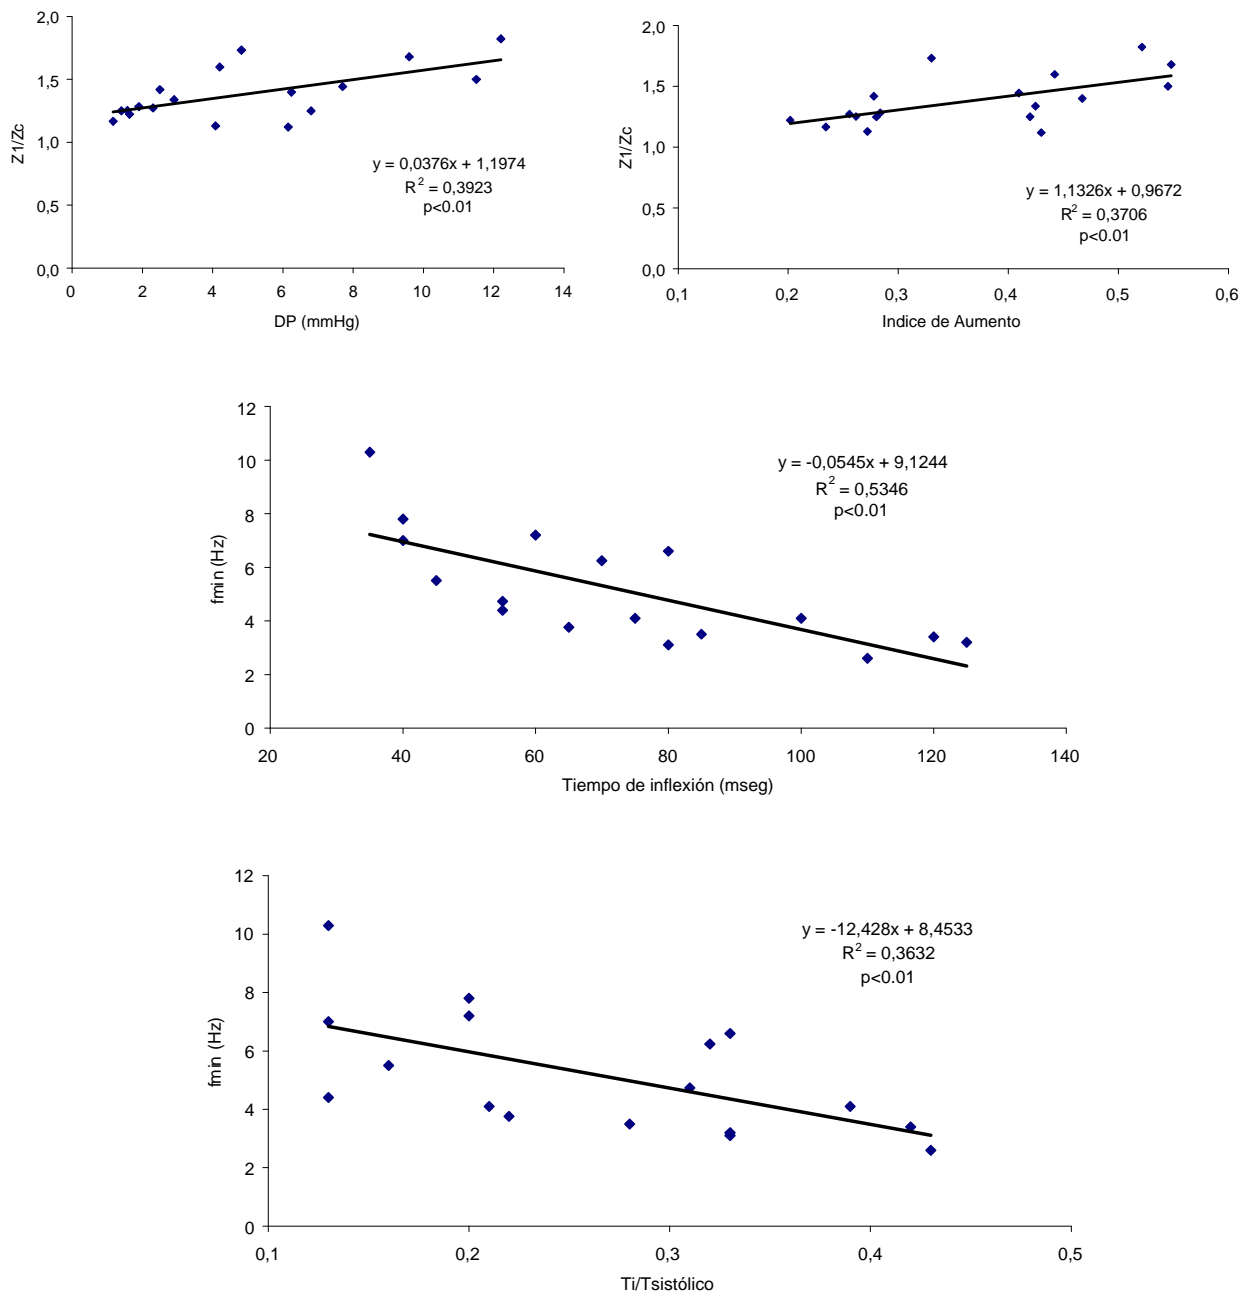 2,0
1,5
1,0
0,5
0,0
Z1/Zc
y = 0,0376x + 1,1974
R² = 0,3923
p<0.01
0 2 4 6 8 10 12 14
DP (mmHg)
2,0
1,5
1,0
0,5
0,0
Z1/Zc
y = 1,1326x + 0,9672
R² = 0,3706
p<0.01
0,1 0,2 0,3 0,4 0,5 0,6
Indice de Aumento
12
10
8
6
4
2
0
fmin (Hz)
y = -0,0545x + 9,1244
R² = 0,5346
p<0.01
20 40 60 80 100 120 140
Tiempo de inflexión (mseg)
12
10
8
6
4
2
0
fmin (Hz)
y = -12,428x + 8,4533
R² = 0,3632
p<0.01
0,1 0,2 0,3 0,4 0,5
Ti/Tsistólico